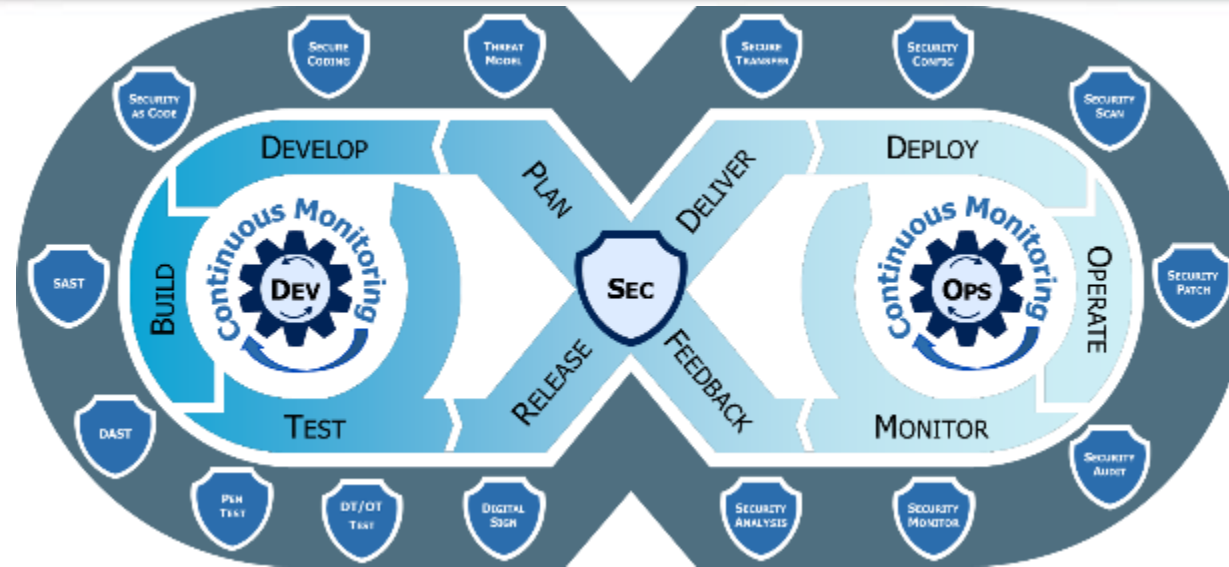 SECURE
CODING
THREAT
MODEL
SECURE
TRANSFER
SECURITY
CONFIG
SECURITY
AS CODE
SECURITY
SCAN
DEVELOP
PLAN
DELIVER
DEPLOY
Continuous Monitoring
DEV
SEC
Continuous Monitoring
OPS
SAST
BUILD
OPERATE
SECURITY
PATCH
RELEASE
FEEDBACK
TEST
MONITOR
DAST
SECURITY
AUDIT
PEN
TEST
DT/OT
TEST
DIGITAL
SIGN
SECURITY
ANALYSIS
SECURITY
MONITOR